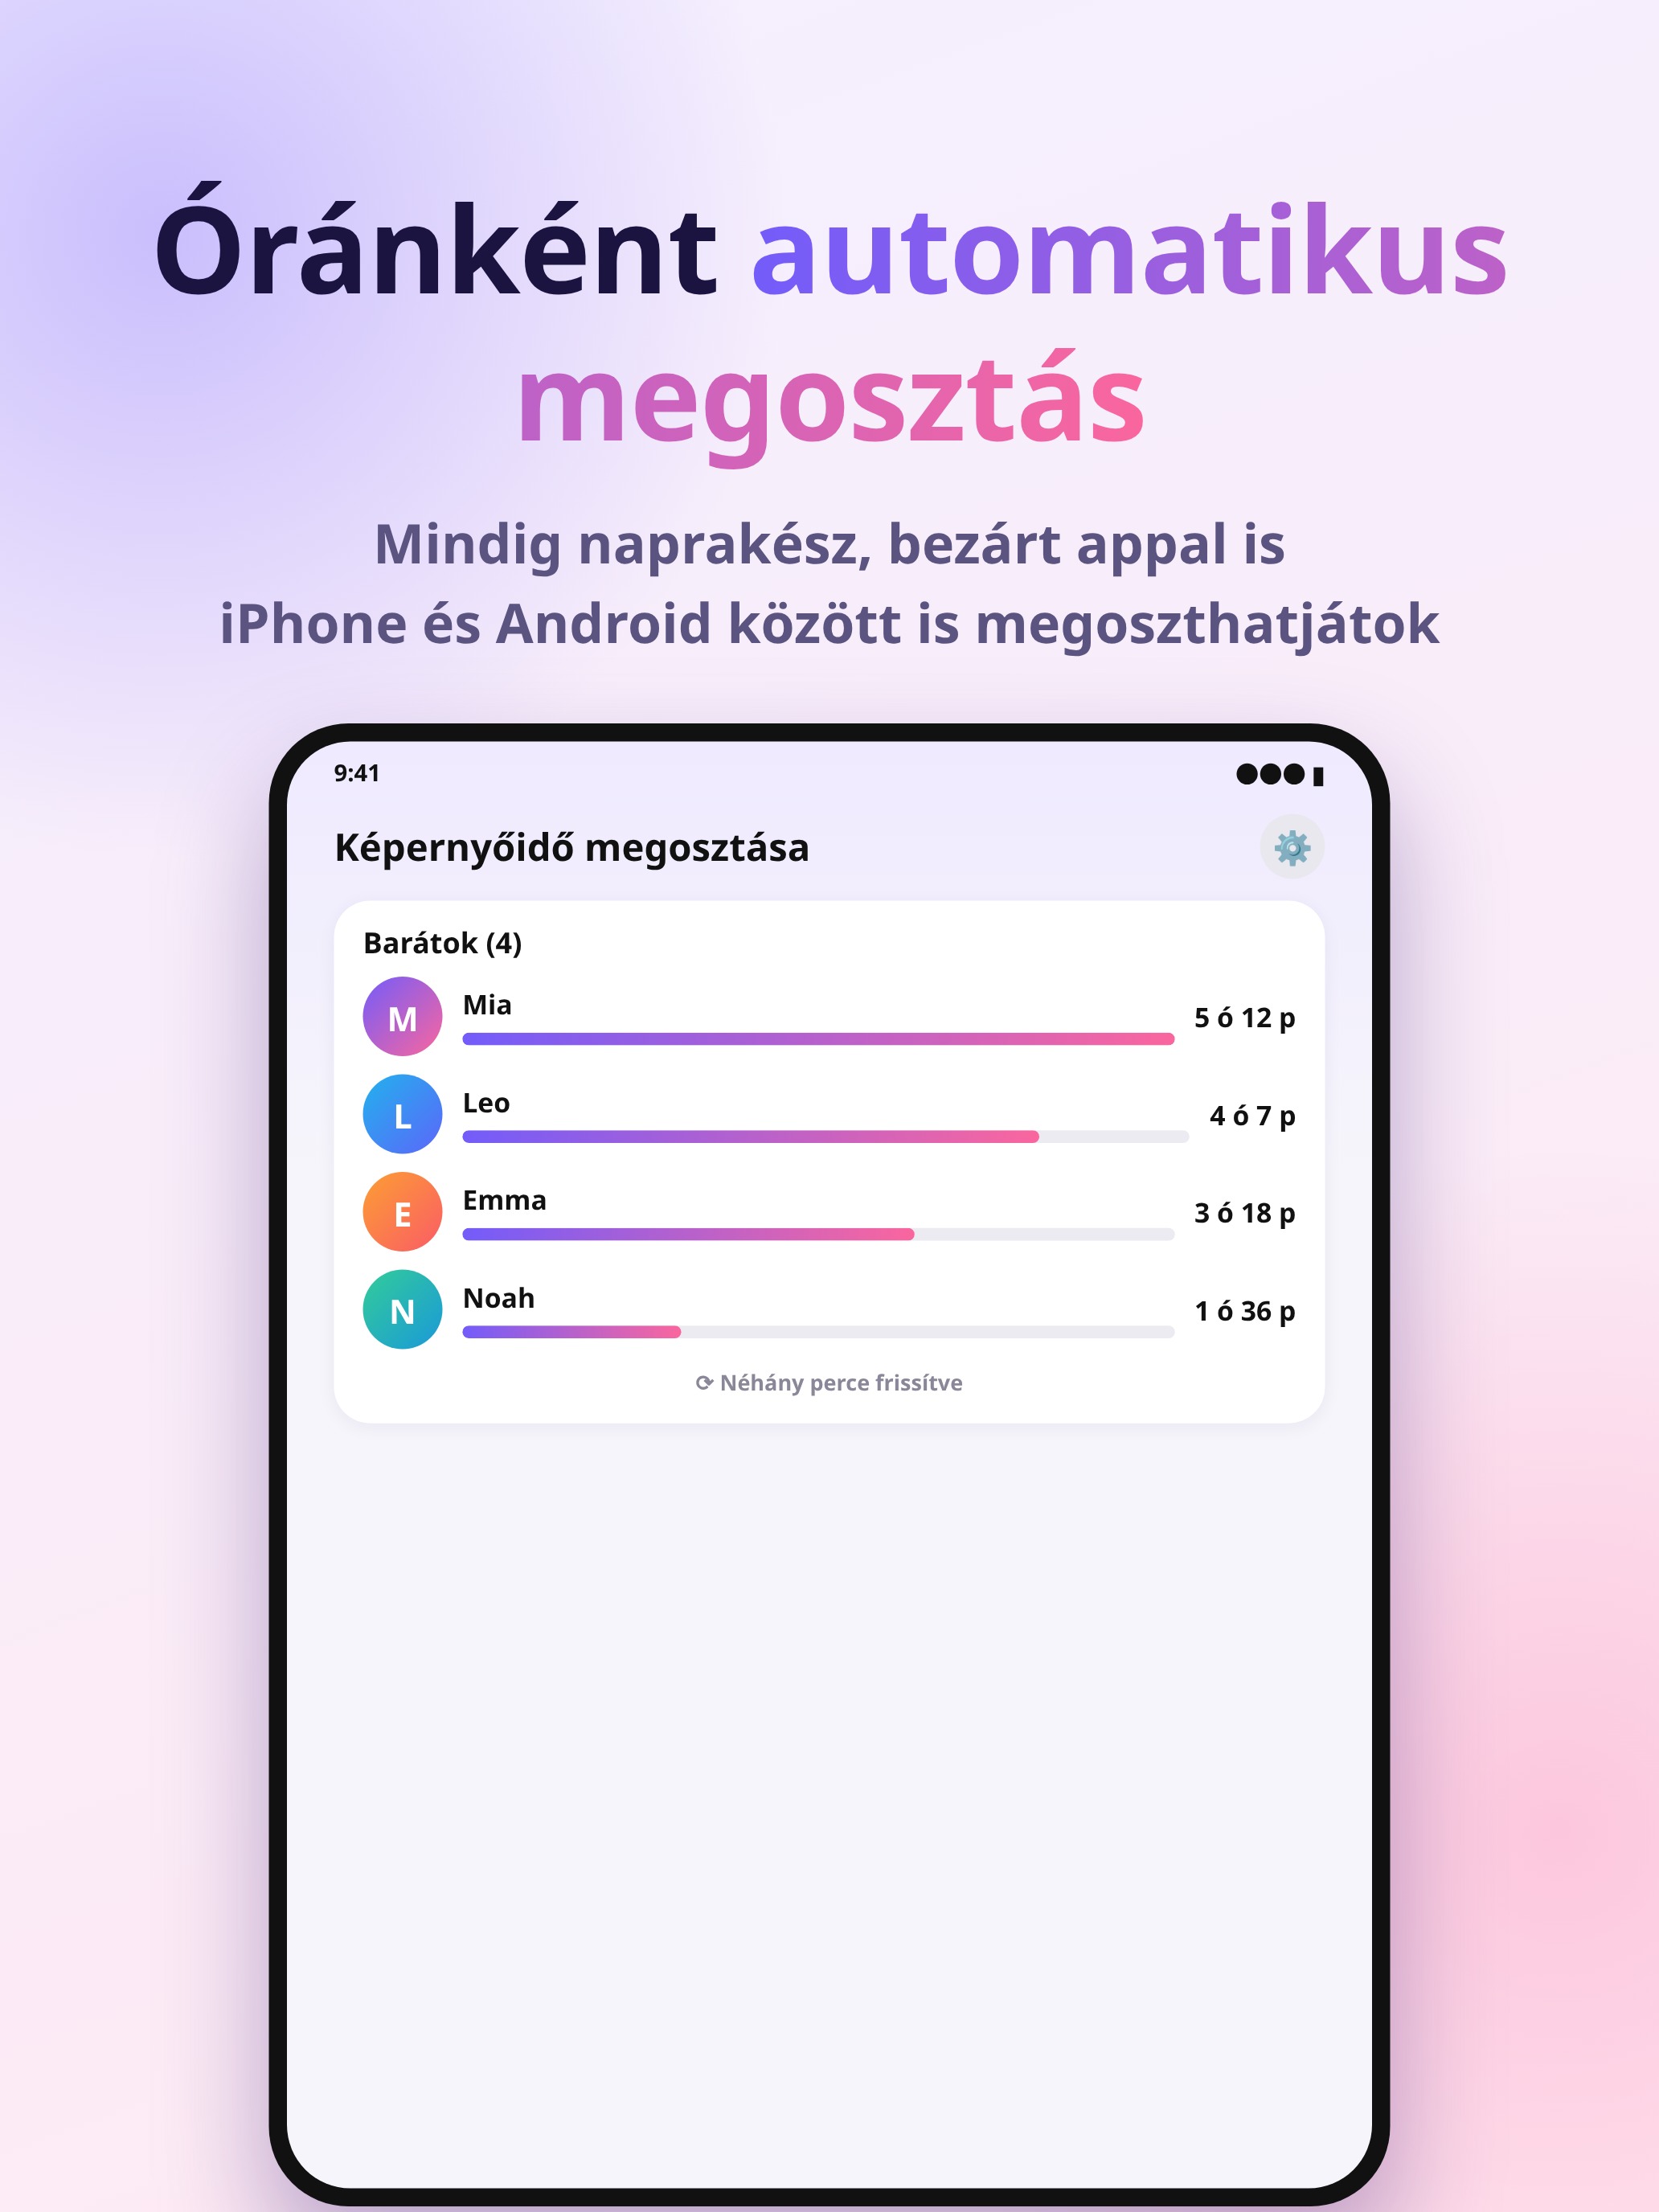 Óránként automatikus
megosztás
Mindig naprakész, bezárt appal is
iPhone és Android között is megoszthatjátok
9:41
Képernyőidő megosztása
Barátok (4)
M
Mia
5 ó 12 p
L
Leo
4 ó 7 p
E
Emma
3 ó 18 p
N
Noah
1 ó 36 p
⟳ Néhány perce frissítve